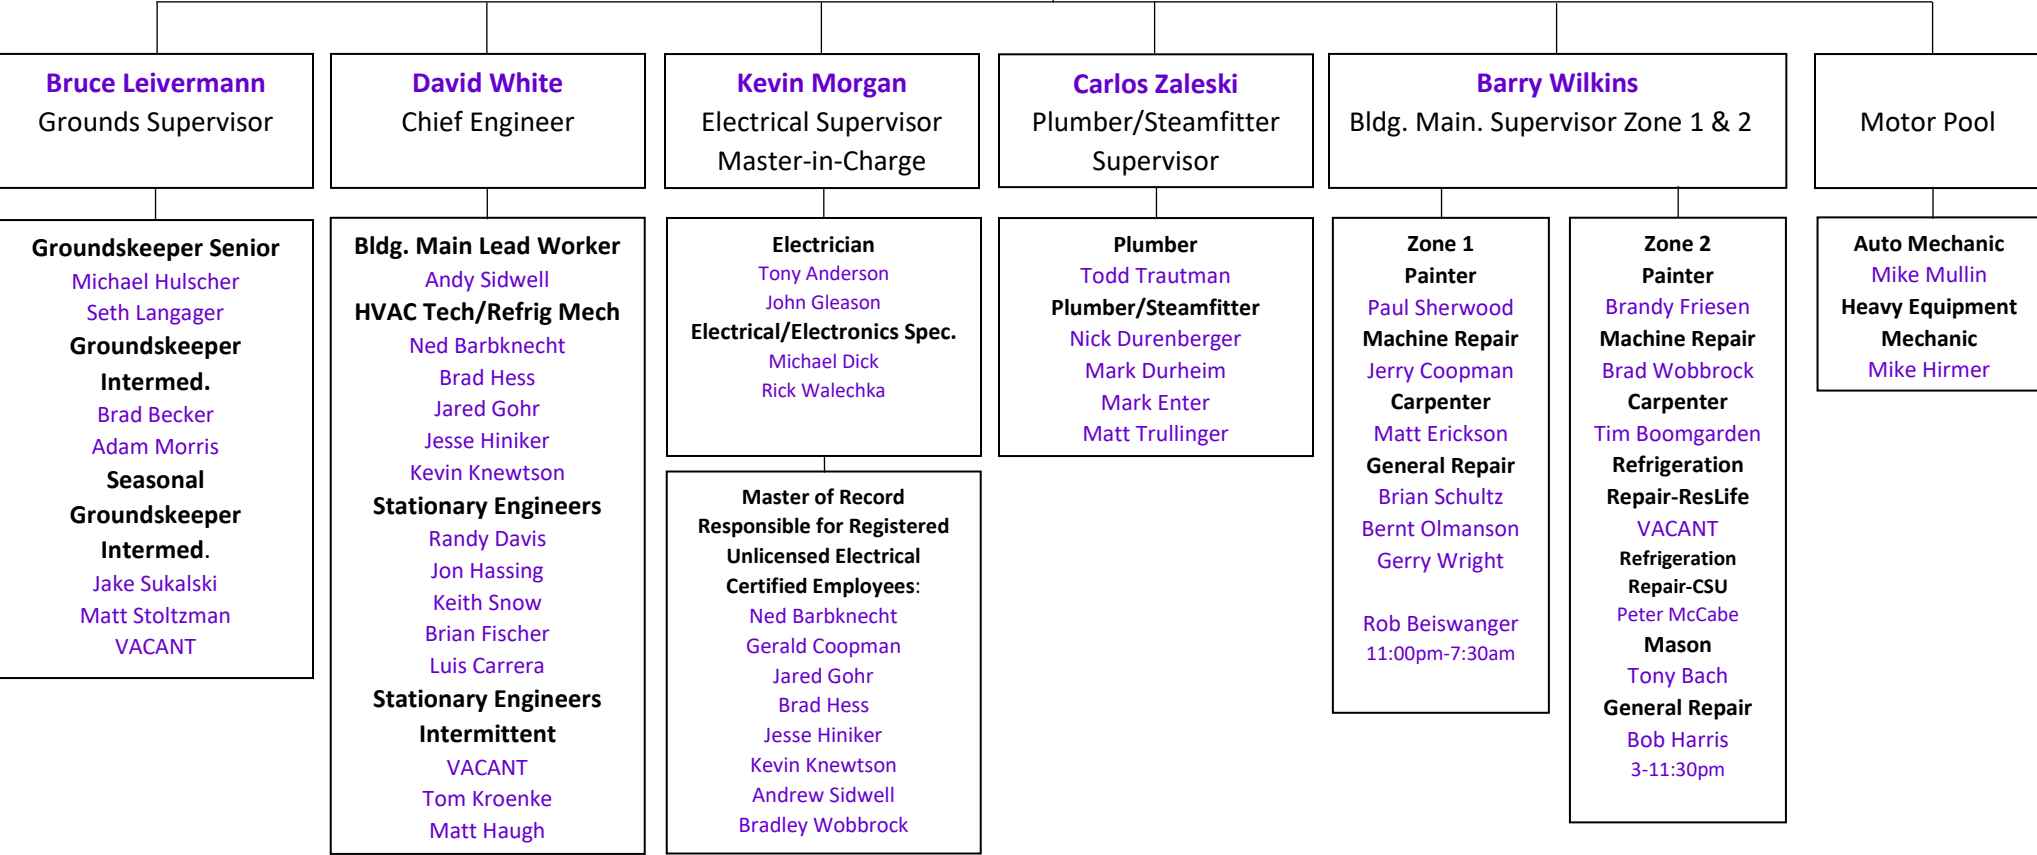 Bruce Leivermann
Grounds Supervisor
David White
Chief Engineer
Kevin Morgan
Electrical Supervisor
Master-in-Charge
Carlos Zaleski
Plumber/Steamfitter
Supervisor
Barry Wilkins
Bldg. Main. Supervisor Zone 1 & 2
Motor Pool
Groundskeeper Senior
Michael Hulscher
Seth Langager
Groundskeeper
Intermed.
Brad Becker
Adam Morris
Seasonal
Groundskeeper
Intermed.
Jake Sukalski
Matt Stoltzman
VACANT
Bldg. Main Lead Worker
Andy Sidwell
HVAC Tech/Refrig Mech
Ned Barbknecht
Brad Hess
Jared Gohr
Jesse Hiniker
Kevin Knewtson
Stationary Engineers
Randy Davis
Jon Hassing
Keith Snow
Brian Fischer
Luis Carrera
Stationary Engineers
Intermittent
VACANT
Tom Kroenke
Matt Haugh
Electrician
Tony Anderson
John Gleason
Electrical/Electronics Spec.
Michael Dick
Rick Walechka
Master of Record
Responsible for Registered
Unlicensed Electrical
Certified Employees:
Ned Barbknecht
Gerald Coopman
Jared Gohr
Brad Hess
Jesse Hiniker
Kevin Knewtson
Andrew Sidwell
Bradley Wobbrock
Plumber
Todd Trautman
Plumber/Steamfitter
Nick Durenberger
Mark Durheim
Mark Enter
Matt Trullinger
Zone 1
Painter
Paul Sherwood
Machine Repair
Jerry Coopman
Carpenter
Matt Erickson
General Repair
Brian Schultz
Bernt Olmanson
Gerry Wright
Rob Beiswanger
11:00pm-7:30am
Zone 2
Painter
Brandy Friesen
Machine Repair
Brad Wobbrock
Carpenter
Tim Boomgarden
Refrigeration
Repair-ResLife
VACANT
Refrigeration
Repair-CSU
Peter McCabe
Mason
Tony Bach
General Repair
Bob Harris
3-11:30pm
Auto Mechanic
Mike Mullin
Heavy Equipment
Mechanic
Mike Hirmer